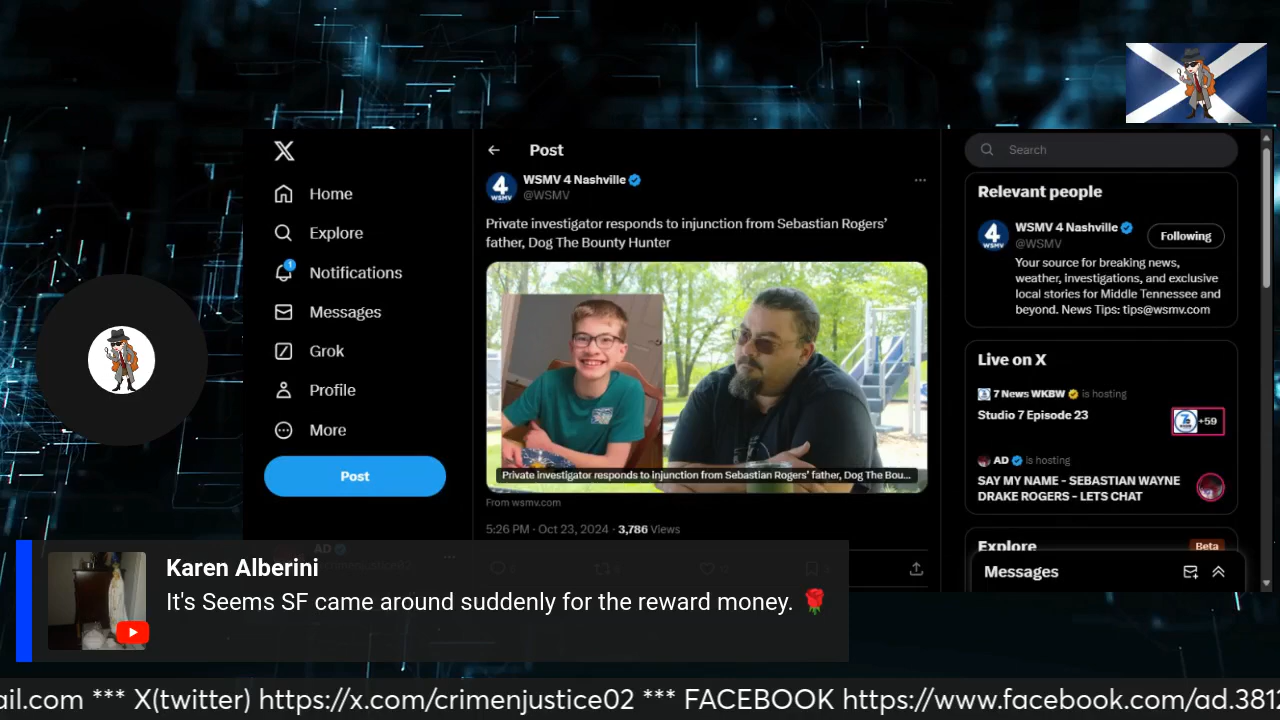 Home
Explore
1
Notifications
Messages
Grok
Profile
More
Post
Post
WSMV 4 Nashville
@WSMV
Private investigator responds to injunction from Sebastian Rogers'
father, Dog The Bounty Hunter
Private investigator responds to injunction from Sebastian Rogers' father, Dog The Bou...
From wsmv.com
5:26 PM · Oct 23, 2024 · 3,786 Views
AD
Search
Relevant people
4
WSMV
WSMV 4 Nashville
@WSMV
Following
Your source for breaking news,
weather, investigations, and exclusive
local stories for Middle Tennessee and
beyond. News Tips: tips@wsmv.com
Live on X
7 News WKBW is hosting
Studio 7 Episode 23
+59
AD is hosting
SAY MY NAME - SEBASTIAN WAYNE
DRAKE ROGERS - LETS CHAT
Explore
Beta
Messages
Karen Alberini
It's Seems SF came around suddenly for the reward money. 🌹
ail.com *** X(twitter) https://x.com/crimenjustice02 *** FACEBOOK https://www.facebook.com/ad.3812